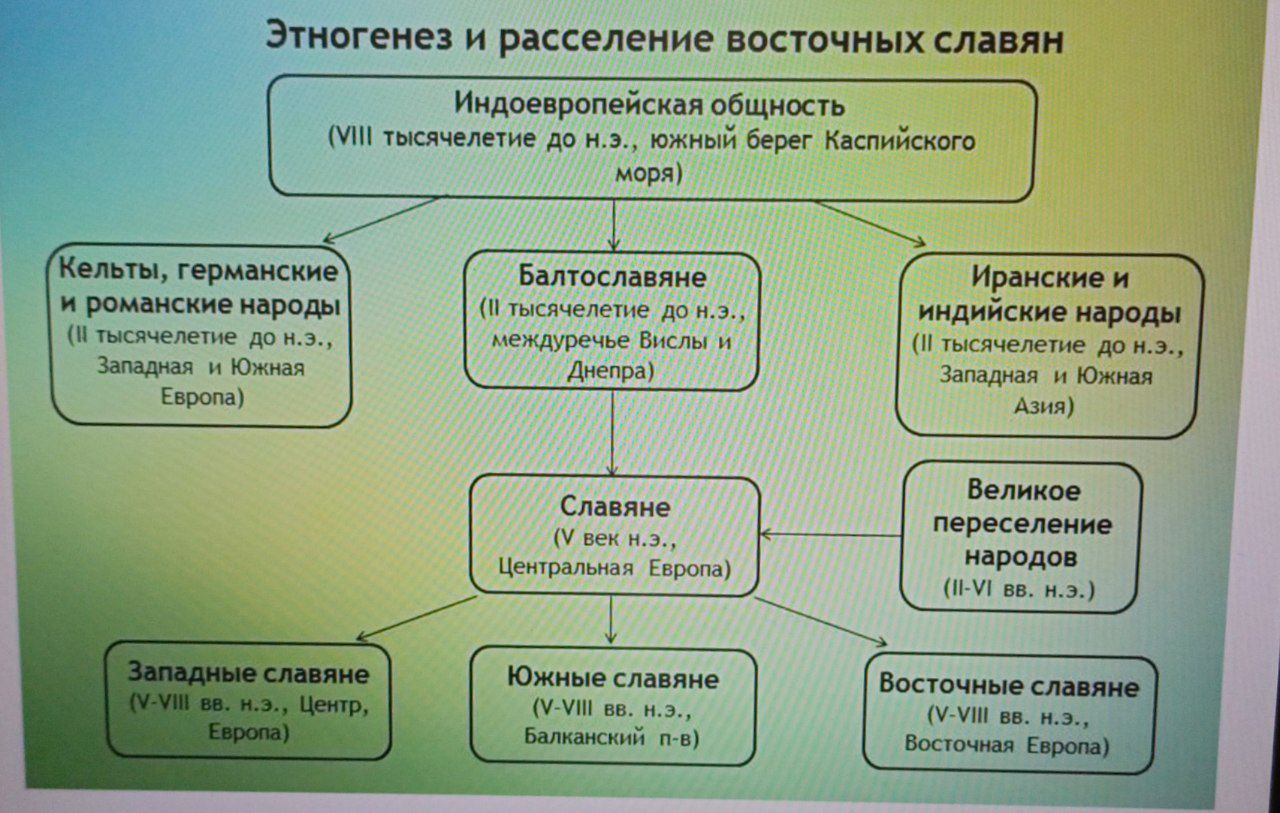 Этногенез и расселение восточных славян
Индоевропейская общность
(VIII тысячелетие до н.э., южный берег Каспийского
моря)
Кельты, германские
и романские народы
(II тысячелетие до н.э.,
Западная и Южная
Европа)
Балтославяне
(II тысячелетие до н.э.,
междуречье Вислы и
Днепра)
Иранские и
индийские народы
(II тысячелетие до н.э.,
Западная и Южная
Азия)
Славяне
(V век н.э.,
Центральная Европа)
Великое
переселение
народов
(II-VI вв. н.э.)
Западные славяне
(V-VIII вв. н.э., Центр,
Европа)
Южные славяне
(V-VIII вв. н.э.,
Балканский п-в)
Восточные славяне
(V-VIII вв. н.э.,
Восточная Европа)